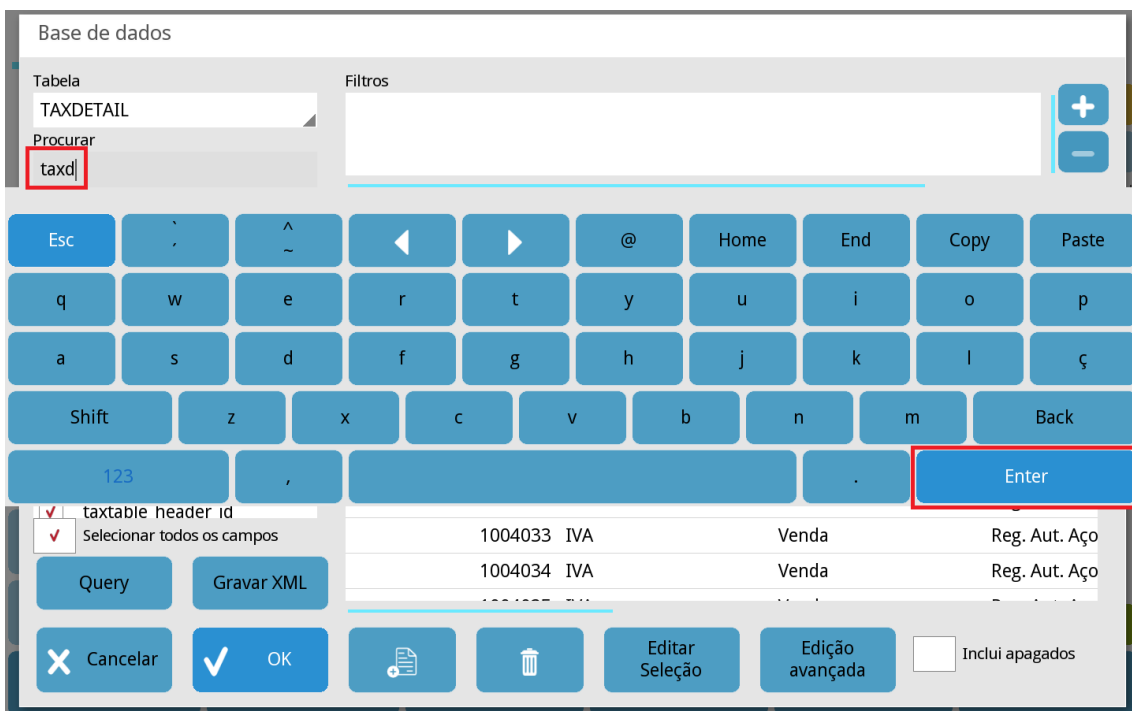 Base de dados
Tabela
Filtros
TAXDETAIL
Procurar
taxd
Esc ` ´ ^ ~ @ Home End Copy Paste
q w e r t y u i o p
a s d f g h j k l ç
Shift z x c v b n m Back
123 , . Enter
taxtable header id
Selecionar todos os campos
1004033 IVA Venda Reg. Aut. Aço
Query Gravar XML
1004034 IVA Venda Reg. Aut. Aço
Cancelar OK Editar Seleção Edição avançada Inclui apagados